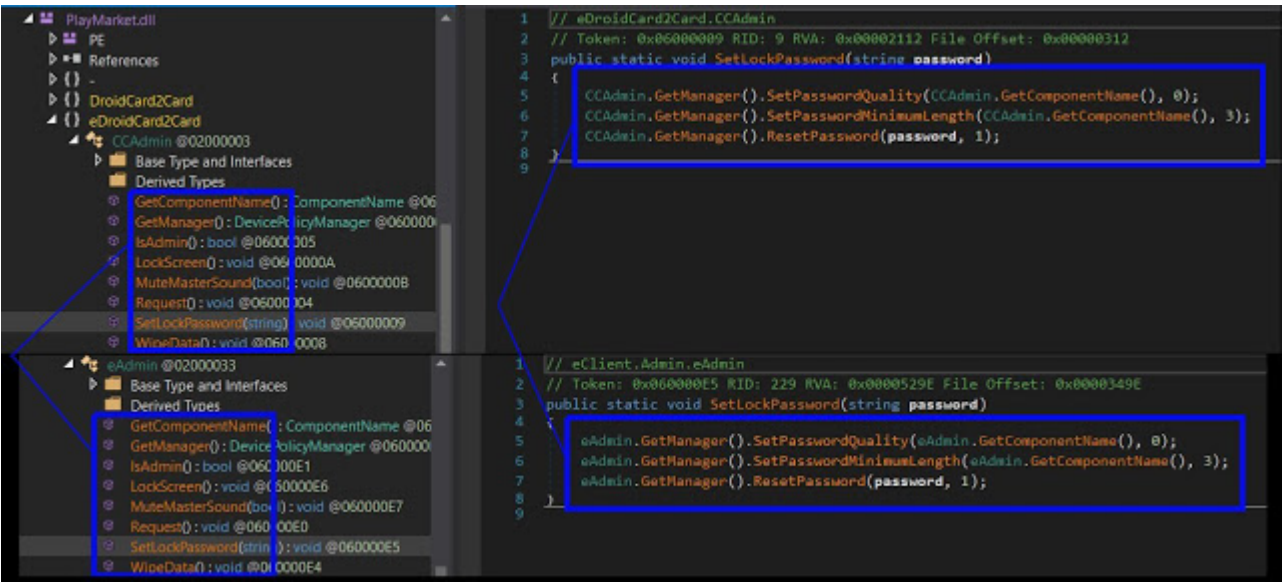 PlayMarket.dll
PE
References
{} -
{} DroidCard2Card
{} eDroidCard2Card
CCAdmin @02000003
Base Type and Interfaces
Derived Types
GetComponentName() : ComponentName @06
GetManager() : DevicePolicyManager @060000
IsAdmin() : bool @06000005
LockScreen() : void @0600000A
MuteMasterSound(bool) : void @0600000B
Request() : void @06000004
SetLockPassword(string) : void @06000009
WipeData() : void @06000008
1 // eDroidCard2Card.CCAdmin
2 // Token: 0x06000009 RID: 9 RVA: 0x00002112 File Offset: 0x00000312
3 public static void SetLockPassword(string password)
4 {
5 CCAdmin.GetManager().SetPasswordQuality(CCAdmin.GetComponentName(), 0);
6 CCAdmin.GetManager().SetPasswordMinimumLength(CCAdmin.GetComponentName(), 3);
7 CCAdmin.GetManager().ResetPassword(password, 1);
8 }
9
eAdmin @02000033
Base Type and Interfaces
Derived Types
GetComponentName() : ComponentName @06
GetManager() : DevicePolicyManager @060000
IsAdmin() : bool @060000E1
LockScreen() : void @060000E6
MuteMasterSound(bool) : void @060000E7
Request() : void @060000E0
SetLockPassword(string) : void @060000E5
WipeData() : void @060000E4
1 // eClient.Admin.eAdmin
2 // Token: 0x060000E5 RID: 229 RVA: 0x0000529E File Offset: 0x0000349E
3 public static void SetLockPassword(string password)
4 {
5 eAdmin.GetManager().SetPasswordQuality(eAdmin.GetComponentName(), 0);
6 eAdmin.GetManager().SetPasswordMinimumLength(eAdmin.GetComponentName(), 3);
7 eAdmin.GetManager().ResetPassword(password, 1);
8 }
9